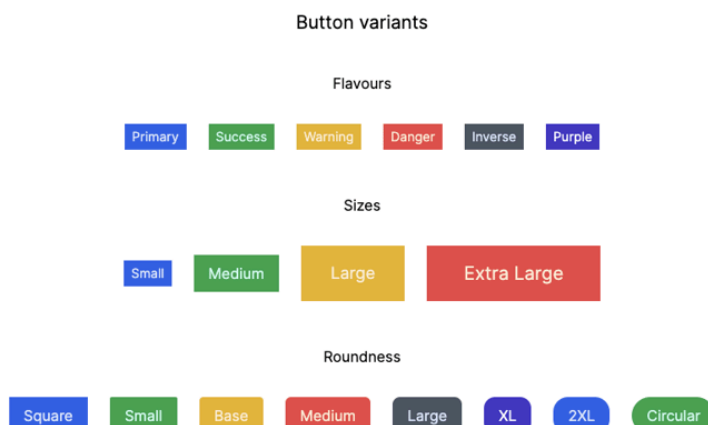 Button variants
Flavours
Primary Success Warning Danger Inverse Purple
Sizes
Small Medium Large Extra Large
Roundness
Square Small Base Medium Large XL 2XL Circular